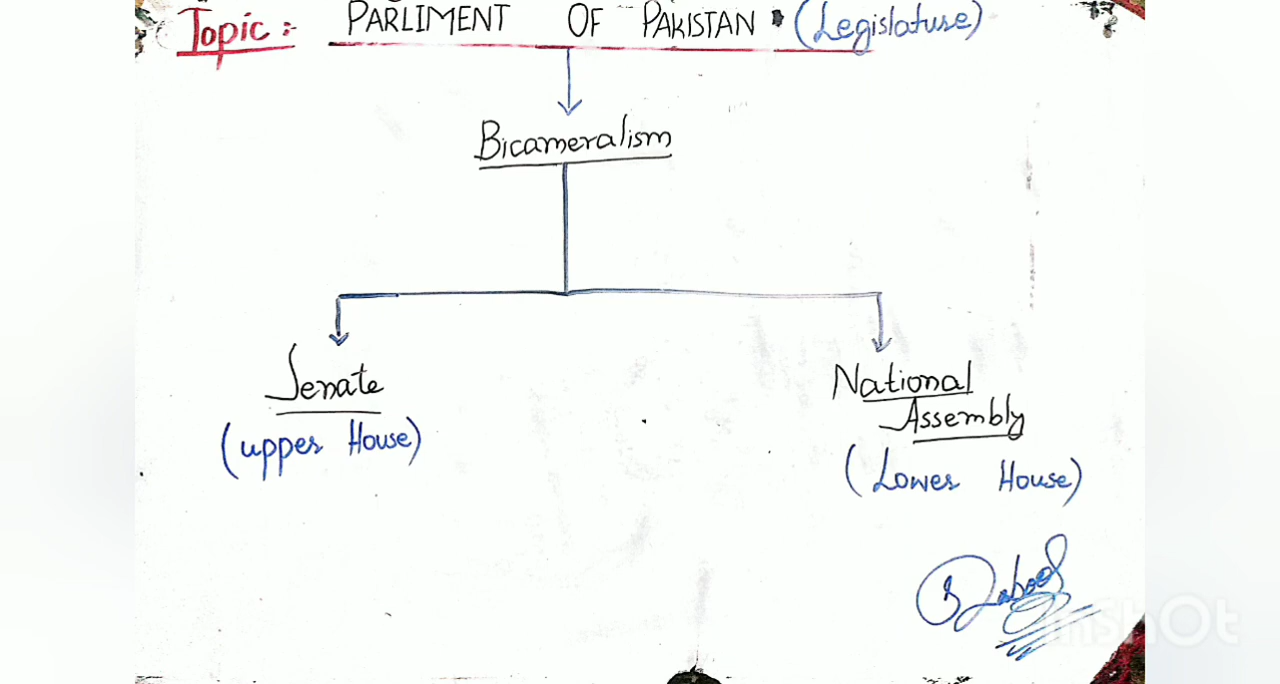 Topic:- PARLIMENT OF PAKISTAN (Legislature)
Bicameralism
Senate
(upper House)
National
Assembly
(Lower House)